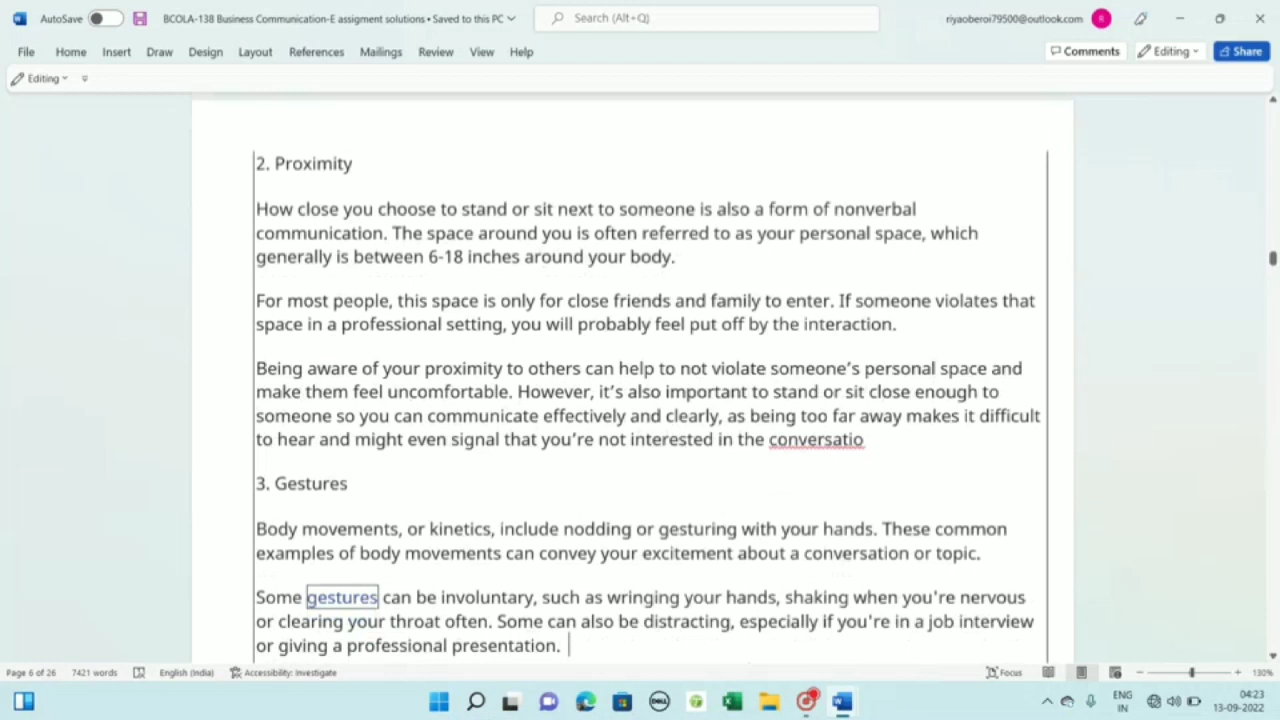 AutoSave
BCOLA-138 Business Communication-E assigment solutions • Saved to this PC
Search (Alt+Q)
riyaoberoi79500@outlook.com
R
File Home Insert Draw Design Layout References Mailings Review View Help
Comments
Editing
Share
Editing
2. Proximity
How close you choose to stand or sit next to someone is also a form of nonverbal
communication. The space around you is often referred to as your personal space, which
generally is between 6-18 inches around your body.
For most people, this space is only for close friends and family to enter. If someone violates that
space in a professional setting, you will probably feel put off by the interaction.
Being aware of your proximity to others can help to not violate someone’s personal space and
make them feel uncomfortable. However, it’s also important to stand or sit close enough to
someone so you can communicate effectively and clearly, as being too far away makes it difficult
to hear and might even signal that you’re not interested in the conversatio
3. Gestures
Body movements, or kinetics, include nodding or gesturing with your hands. These common
examples of body movements can convey your excitement about a conversation or topic.
Some gestures can be involuntary, such as wringing your hands, shaking when you're nervous
or clearing your throat often. Some can also be distracting, especially if you're in a job interview
or giving a professional presentation.
Page 6 of 26 7421 words English (India) Accessibility: Investigate
Focus
130%
DELL
ENG
IN
04:23
13-09-2022